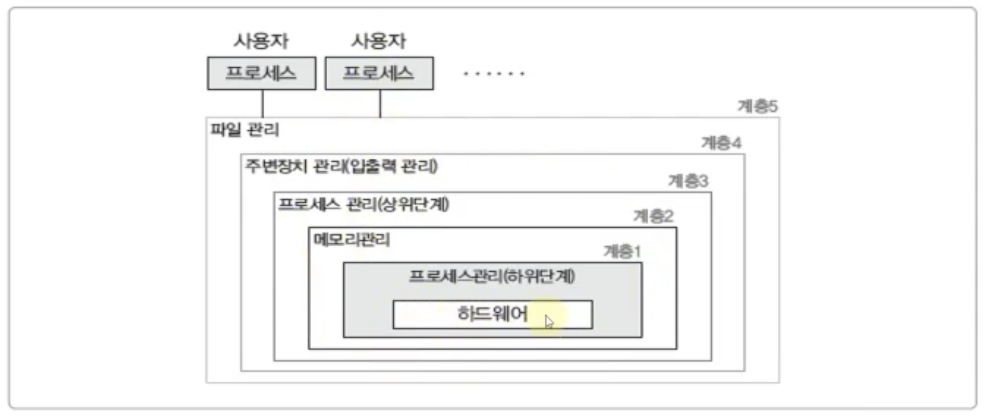 사용자 사용자
프로세스 프로세스 ······
계층5
파일 관리
계층4
주변장치 관리(입출력 관리)
계층3
프로세스 관리(상위단계)
계층2
메모리관리
계층1
프로세스관리(하위단계)
하드웨어